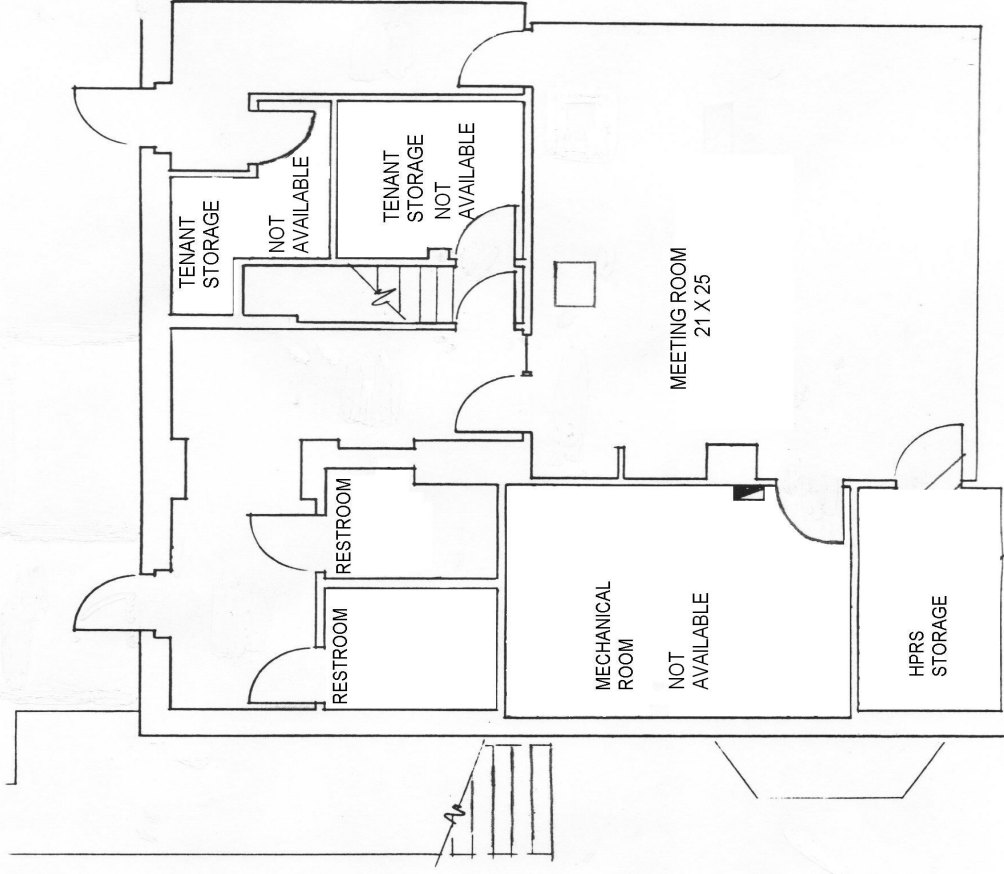 TENANT
STORAGE
NOT
AVAILABLE
TENANT
STORAGE
NOT
AVAILABLE
MEETING ROOM
21 X 25
RESTROOM
RESTROOM
MECHANICAL
ROOM
NOT
AVAILABLE
HPRS
STORAGE